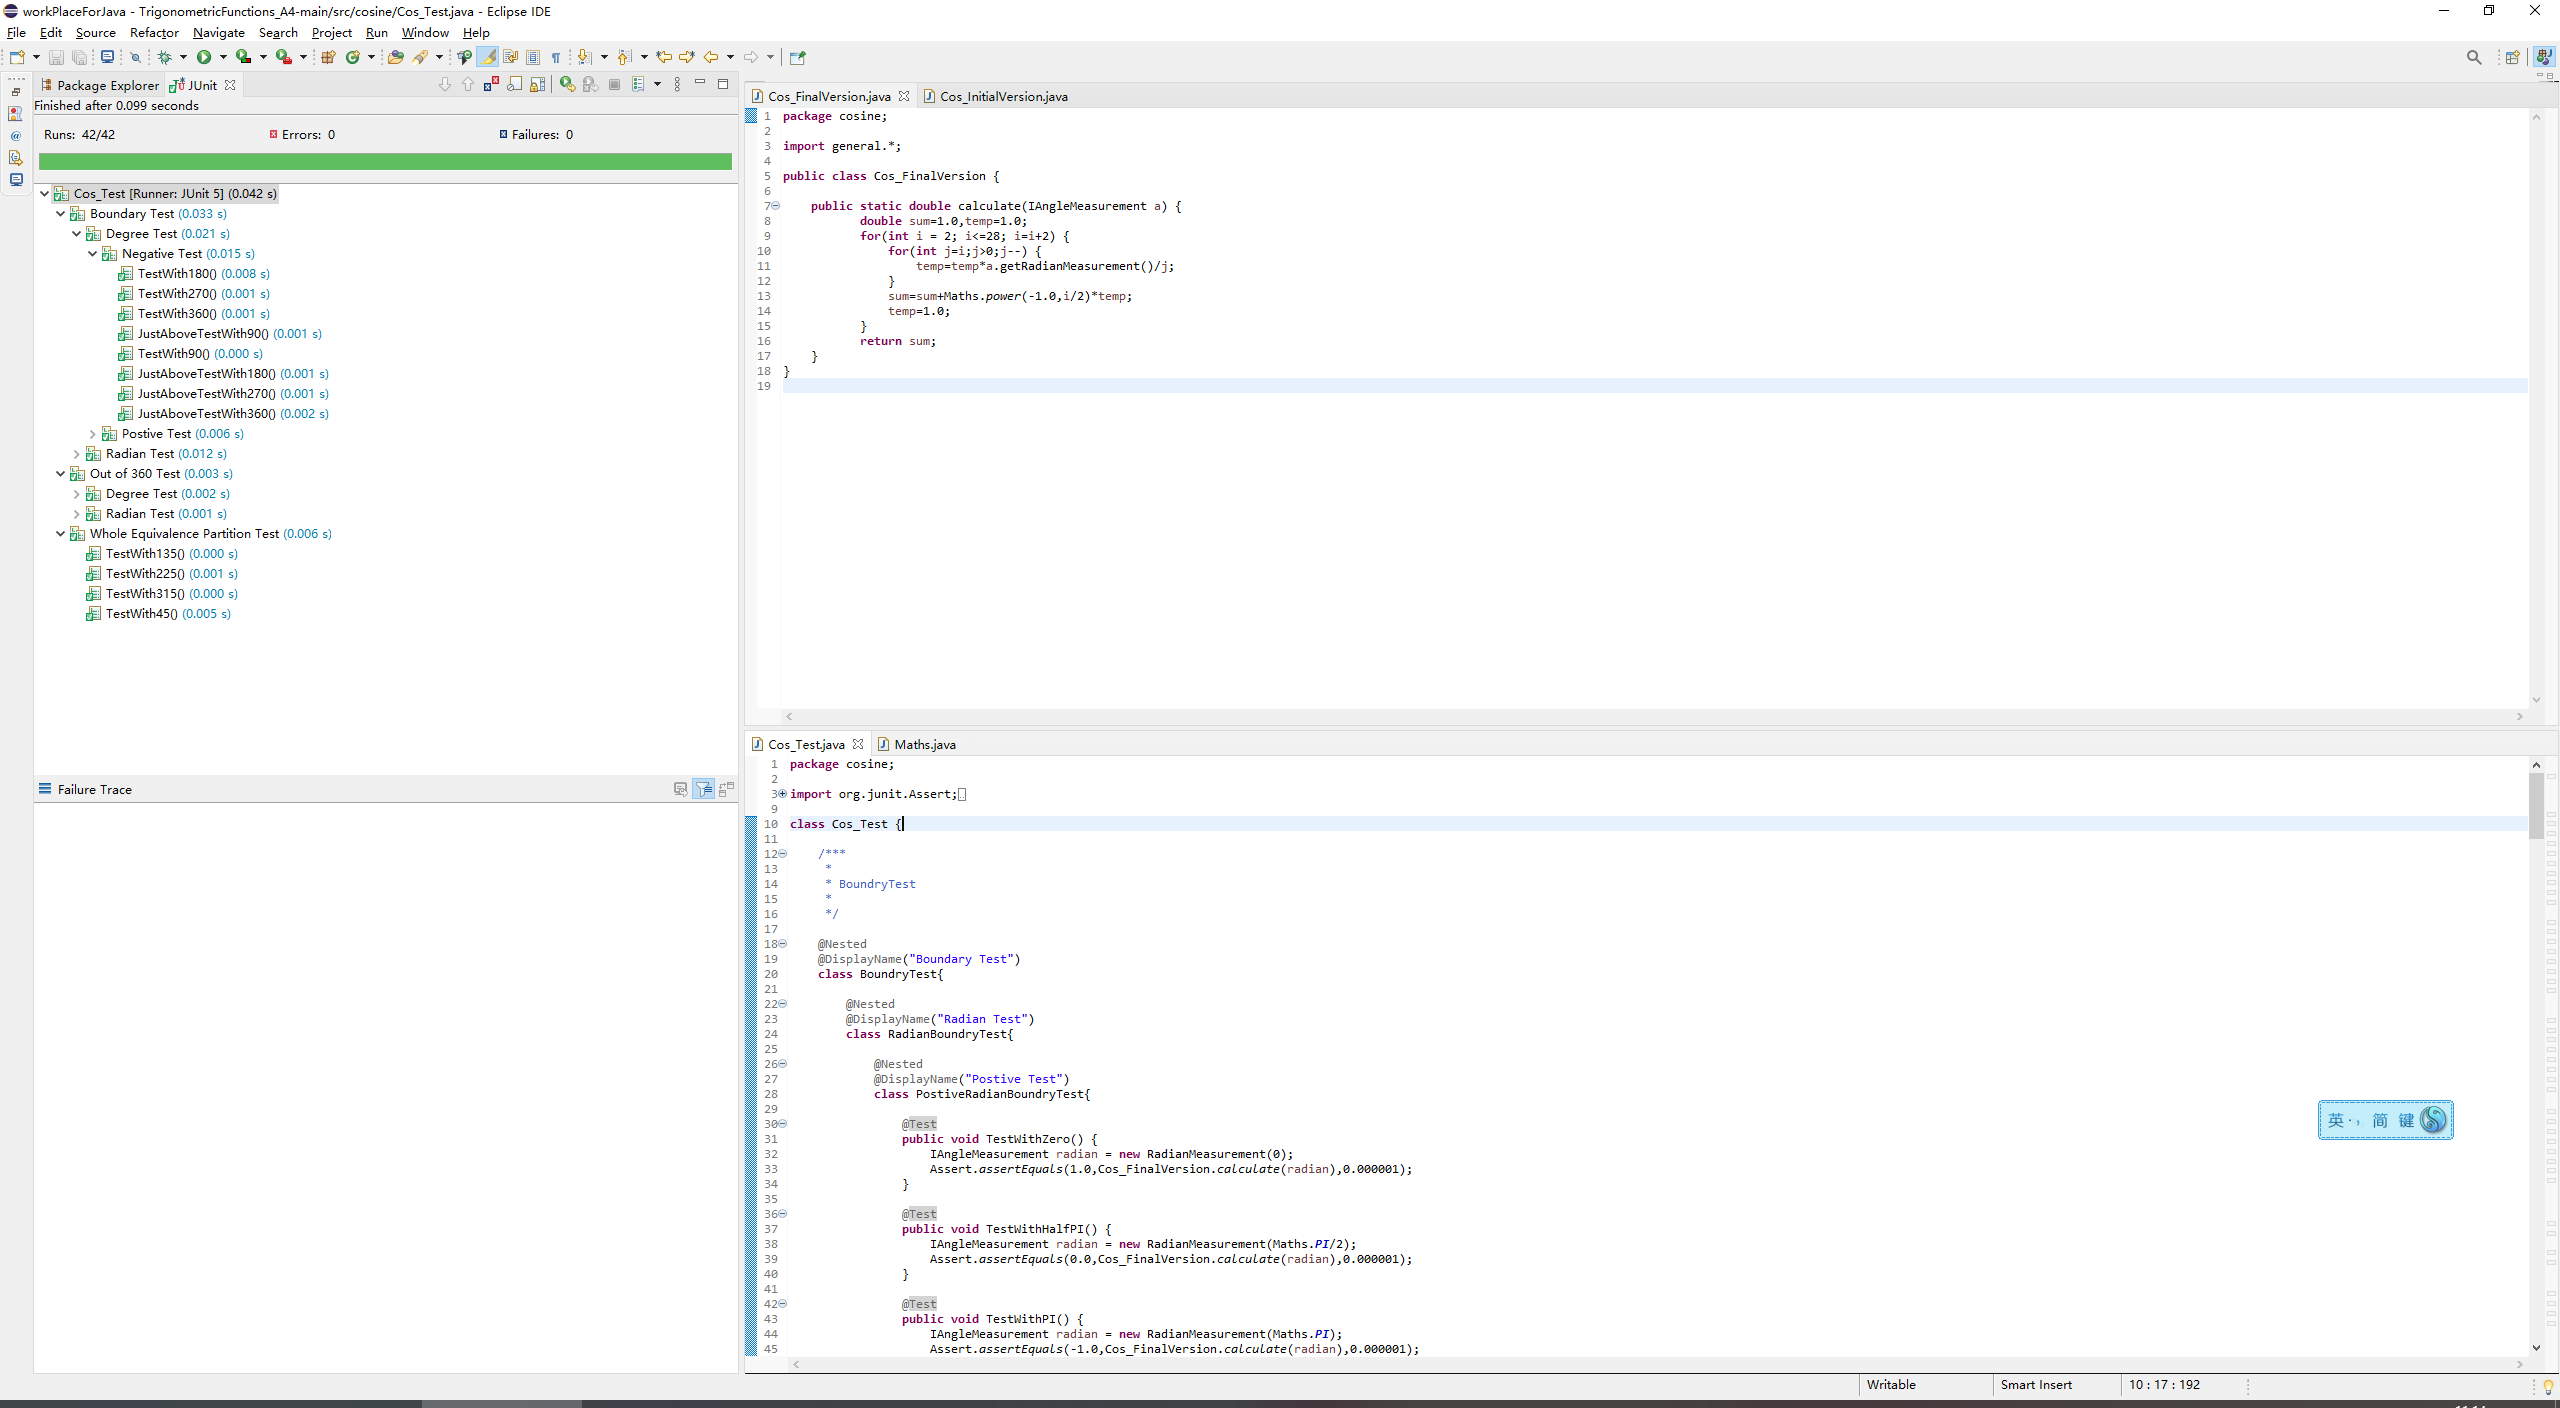 workPlaceForJava - TrigonometricFunctions_A4-main/src/cosine/Cos_Test.java - Eclipse IDE
File Edit Source Refactor Navigate Search Project Run Window Help
Package Explorer JUnit
Finished after 0.099 seconds
Runs: 42/42 Errors: 0 Failures: 0
Cos_Test [Runner: JUnit 5] (0.042 s)
Boundary Test (0.033 s)
Degree Test (0.021 s)
Negative Test (0.015 s)
TestWith180() (0.008 s)
TestWith270() (0.001 s)
TestWith360() (0.001 s)
JustAboveTestWith90() (0.001 s)
TestWith90() (0.000 s)
JustAboveTestWith180() (0.001 s)
JustAboveTestWith270() (0.001 s)
JustAboveTestWith360() (0.002 s)
Postive Test (0.006 s)
Radian Test (0.012 s)
Out of 360 Test (0.003 s)
Degree Test (0.002 s)
Radian Test (0.001 s)
Whole Equivalence Partition Test (0.006 s)
TestWith135() (0.000 s)
TestWith225() (0.001 s)
TestWith315() (0.000 s)
TestWith45() (0.005 s)
Failure Trace
Cos_FinalVersion.java Cos_InitialVersion.java
1 package cosine;
2
3 import general.*;
4
5 public class Cos_FinalVersion {
6
7 public static double calculate(IAngleMeasurement a) {
8 double sum=1.0,temp=1.0;
9 for(int i = 2; i<=28; i=i+2) {
10 for(int j=i;j>0;j--) {
11 temp=temp*a.getRadianMeasurement()/j;
12 }
13 sum=sum+Maths.power(-1.0,i/2)*temp;
14 temp=1.0;
15 }
16 return sum;
17 }
18 }
19
Cos_Test.java Maths.java
1 package cosine;
2
3 import org.junit.Assert;
9
10 class Cos_Test {
11
12 /***
13 *
14 * BoundryTest
15 *
16 */
17
18 @Nested
19 @DisplayName("Boundary Test")
20 class BoundryTest{
21
22 @Nested
23 @DisplayName("Radian Test")
24 class RadianBoundryTest{
25
26 @Nested
27 @DisplayName("Postive Test")
28 class PostiveRadianBoundryTest{
29
30 @Test
31 public void TestWithZero() {
32 IAngleMeasurement radian = new RadianMeasurement(0);
33 Assert.assertEquals(1.0,Cos_FinalVersion.calculate(radian),0.000001);
34 }
35
36 @Test
37 public void TestWithHalfPI() {
38 IAngleMeasurement radian = new RadianMeasurement(Maths.PI/2);
39 Assert.assertEquals(0.0,Cos_FinalVersion.calculate(radian),0.000001);
40 }
41
42 @Test
43 public void TestWithPI() {
44 IAngleMeasurement radian = new RadianMeasurement(Maths.PI);
45 Assert.assertEquals(-1.0,Cos_FinalVersion.calculate(radian),0.000001);
英 简 键
Writable Smart Insert 10 : 17 : 192